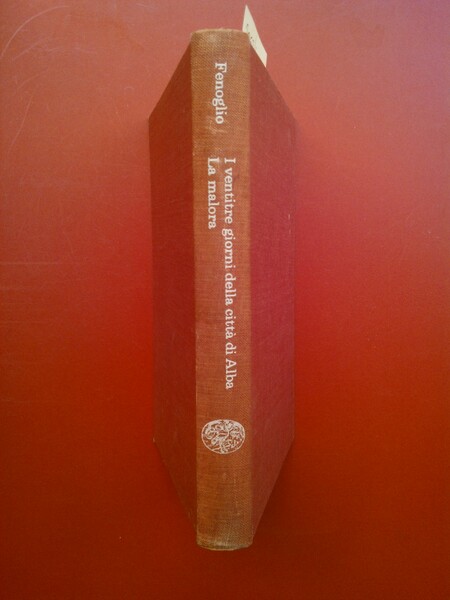 Fenoglio
I ventitre giorni della città di Alba
La malora